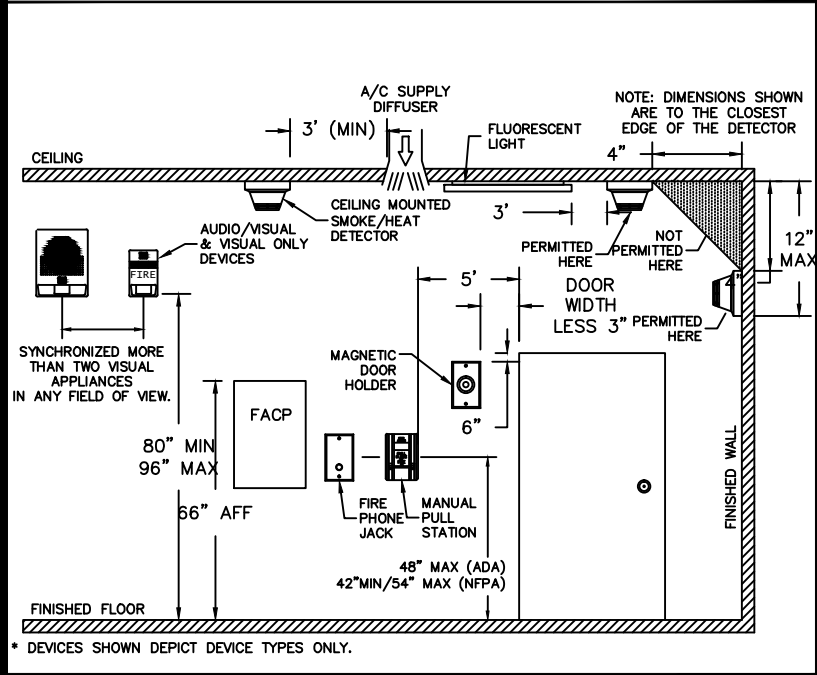 A/C SUPPLY
DIFFUSER
3' (MIN)
FLUORESCENT
LIGHT
NOTE: DIMENSIONS SHOWN
ARE TO THE CLOSEST
EDGE OF THE DETECTOR
4"
CEILING
CEILING MOUNTED
SMOKE/HEAT
DETECTOR
3'
AUDIO/VISUAL
& VISUAL ONLY
DEVICES
FIRE
PERMITTED
HERE
NOT
PERMITTED
HERE
12"
MAX
4"
5'
DOOR
WIDTH
LESS 3"
PERMITTED
HERE
SYNCHRONIZED MORE
THAN TWO VISUAL
APPLIANCES
IN ANY FIELD OF VIEW.
MAGNETIC
DOOR
HOLDER
6"
FACP
80" MIN
96" MAX
66" AFF
FIRE
PHONE
JACK
MANUAL
PULL
STATION
FINISHED WALL
48" MAX (ADA)
42"MIN/54" MAX (NFPA)
FINISHED FLOOR
* DEVICES SHOWN DEPICT DEVICE TYPES ONLY.